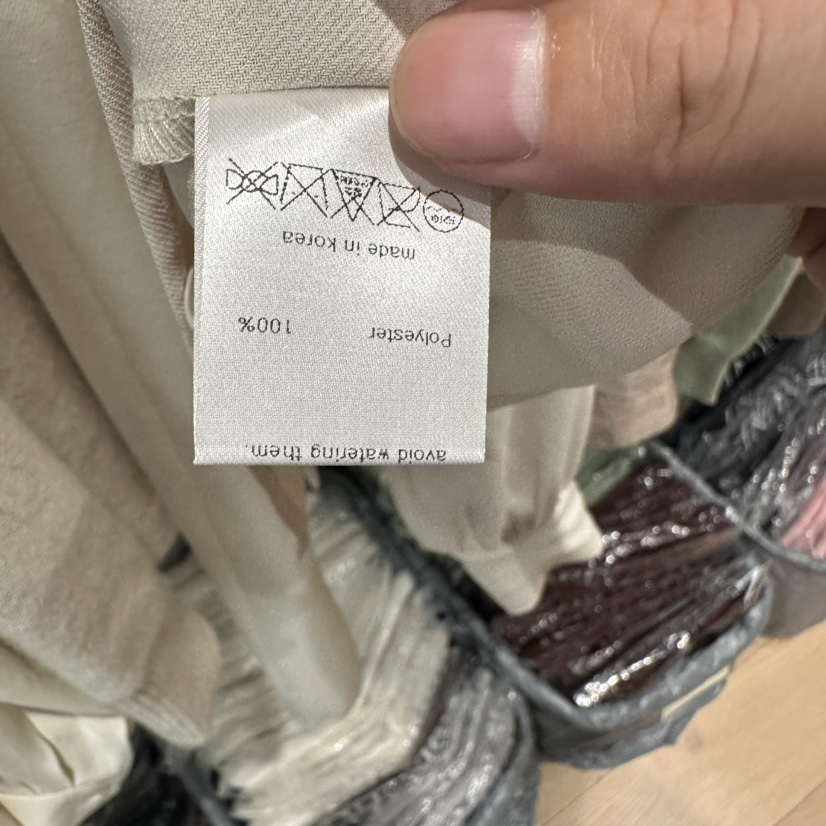 avoid watering them.
Polyester 100%
made in Korea